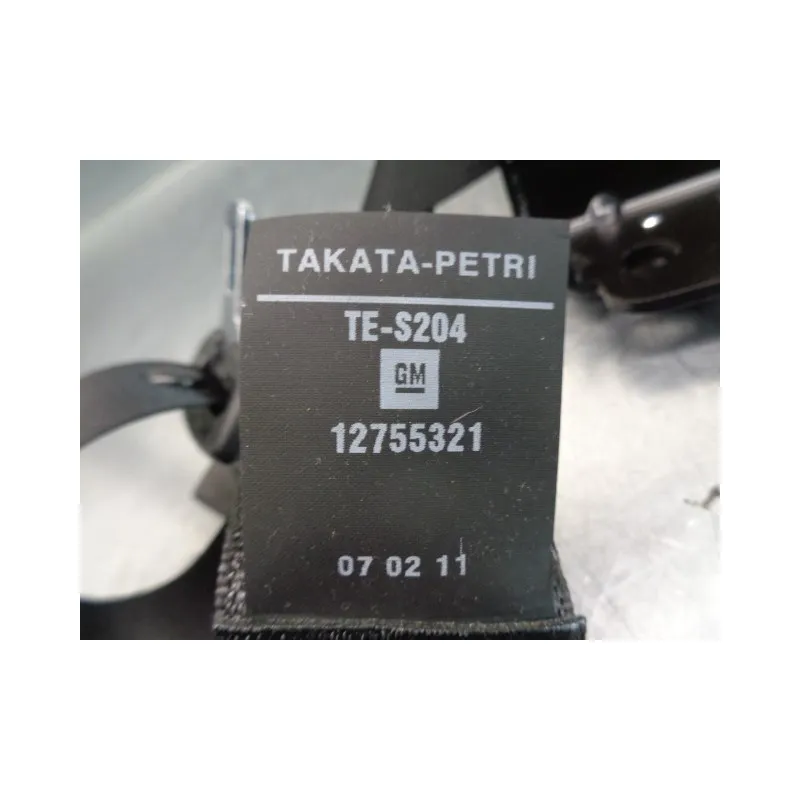 TAKATA-PETRI
TE-S204
GM
12755321
07 02 11